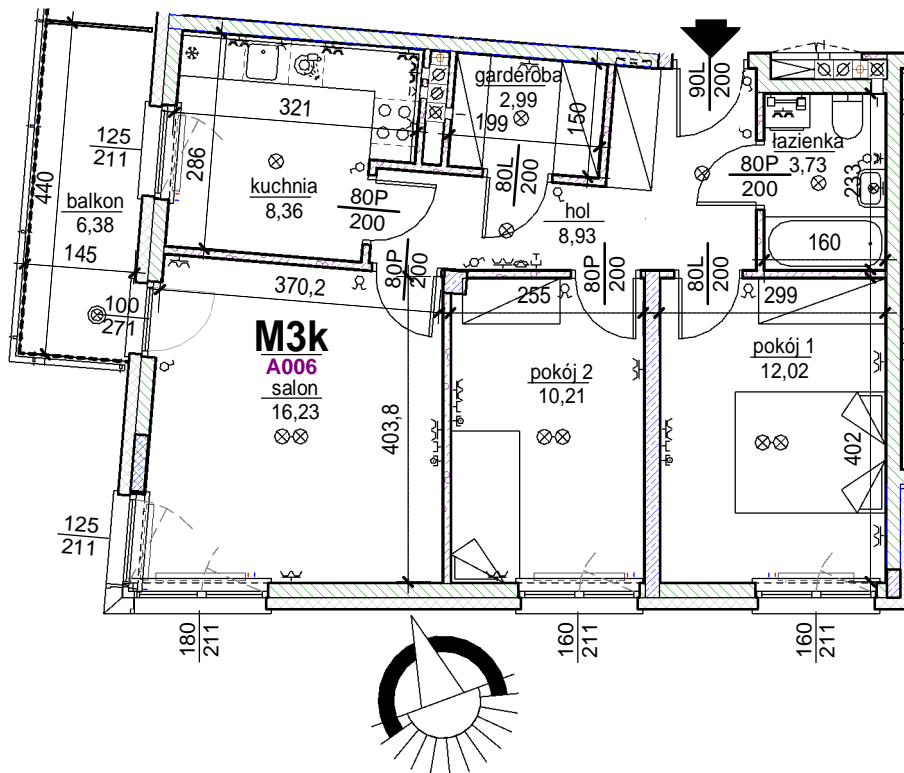 90L
200
garderoba
2,99
199
150
321
125
211
286
kuchnia
8,36
80P
200
80L
200
łazienka
3,73
80P
200
233
440
balkon
6,38
145
hol
8,93
160
80P
200
80P
200
80L
200
370,2
255
299
100
271
M3k
A006
salon
16,23
403,8
pokój 2
10,21
pokój 1
12,02
402
125
211
180
211
160
211
160
211